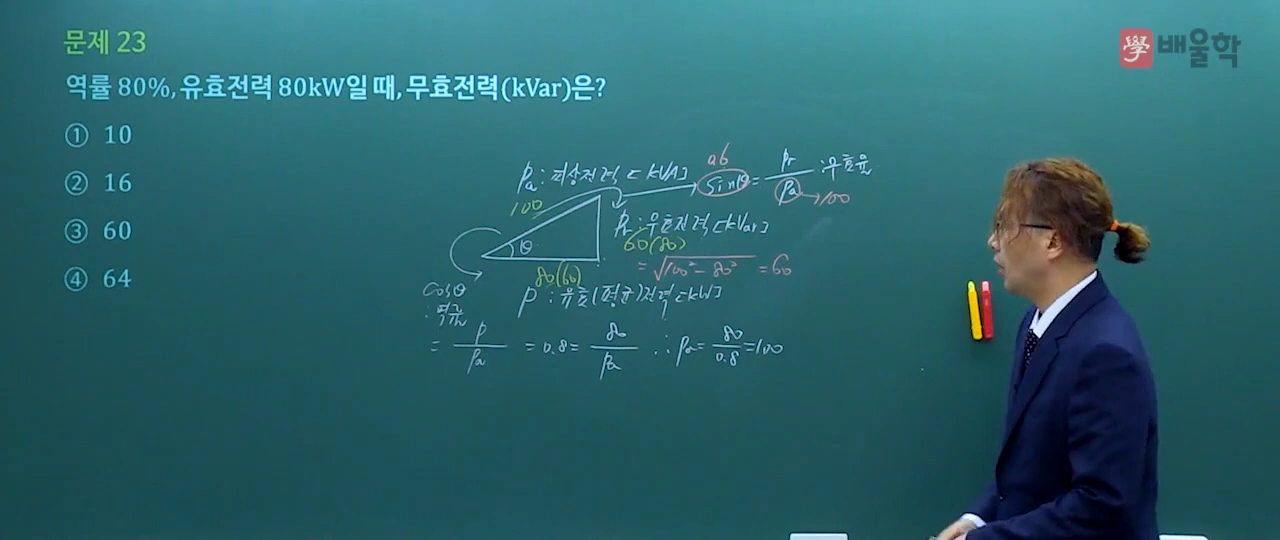 문제 23
역률 80%, 유효전력 80kW일 때, 무효전력(kVar)은?
① 10
② 16
③ 60
④ 64
學 배울학
Pa : 피상전력 [kVA]
100
θ
80(60)
0.6
sinθ = Pr / Pa : 무효율
→ 100
Pr : 무효전력 [kVar]
60(80)
= √100² - 80² = 60
P : 유효(평균)전력 [kW]
cosθ
: 역률
= P / Pa = 0.8 = 80 / Pa ∴ Pa = 80 / 0.8 = 100